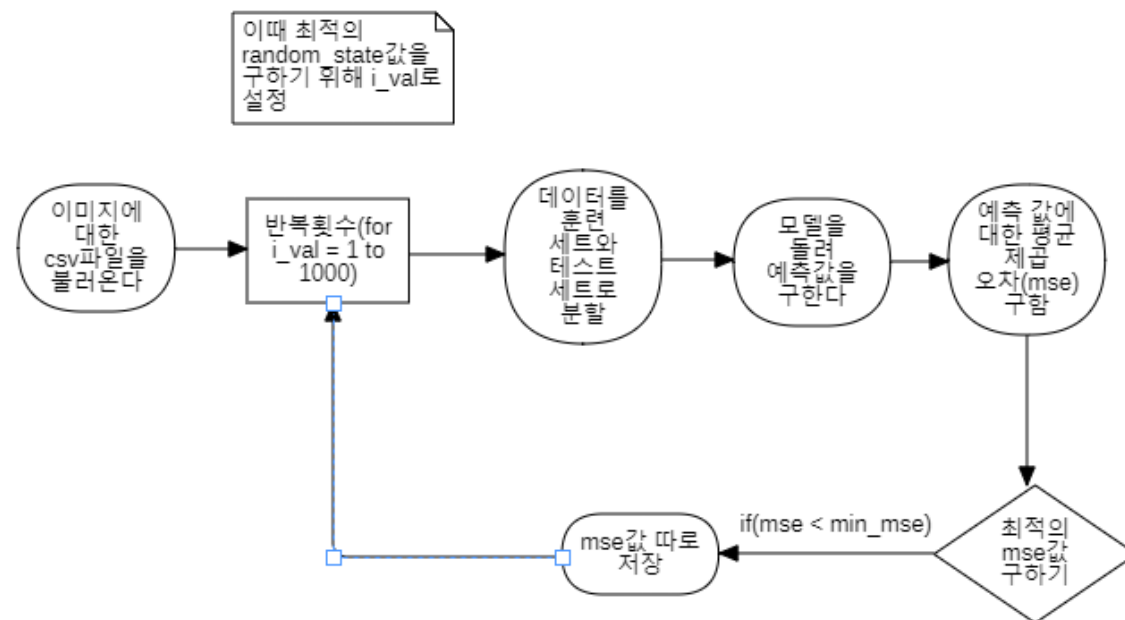 이때 최적의
random_state값을
구하기 위해 i_val로
설정
이미지에
대한
csv파일을
불러온다
반복횟수(for
i_val = 1 to
1000)
데이터를
훈련
세트와
테스트
세트로
분할
모델을
돌려
예측값을
구한다
예측 값에
대한 평균
제곱
오차(mse)
구함
최적의
mse값
구하기
if(mse < min_mse)
mse값 따로
저장